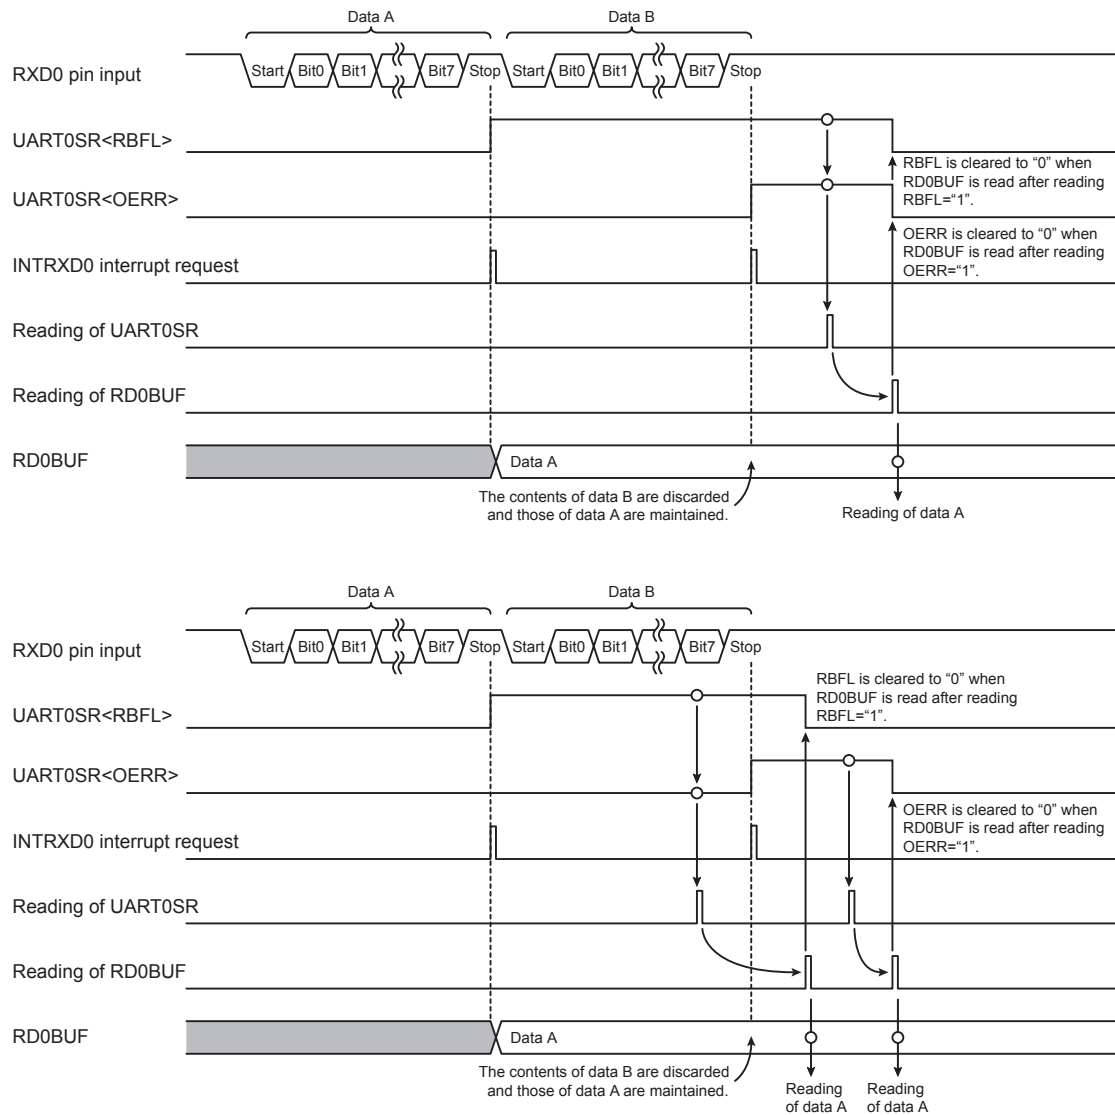 Data A
Data B
RXD0 pin input
Start Bit0 Bit1 Bit7 Stop Start Bit0 Bit1 Bit7 Stop
UART0SR<RBFL>
RBFL is cleared to “0” when
RD0BUF is read after reading
RBFL=“1”.
UART0SR<OERR>
OERR is cleared to “0” when
RD0BUF is read after reading
OERR=“1”.
INTRXD0 interrupt request
Reading of UART0SR
Reading of RD0BUF
RD0BUF
Data A
The contents of data B are discarded
and those of data A are maintained.
Reading of data A
Data A
Data B
RXD0 pin input
Start Bit0 Bit1 Bit7 Stop Start Bit0 Bit1 Bit7 Stop
RBFL is cleared to “0” when
RD0BUF is read after reading
RBFL=“1”.
UART0SR<RBFL>
UART0SR<OERR>
OERR is cleared to “0” when
RD0BUF is read after reading
OERR=“1”.
INTRXD0 interrupt request
Reading of UART0SR
Reading of RD0BUF
RD0BUF
Data A
The contents of data B are discarded
and those of data A are maintained.
Reading
of data A
Reading
of data A